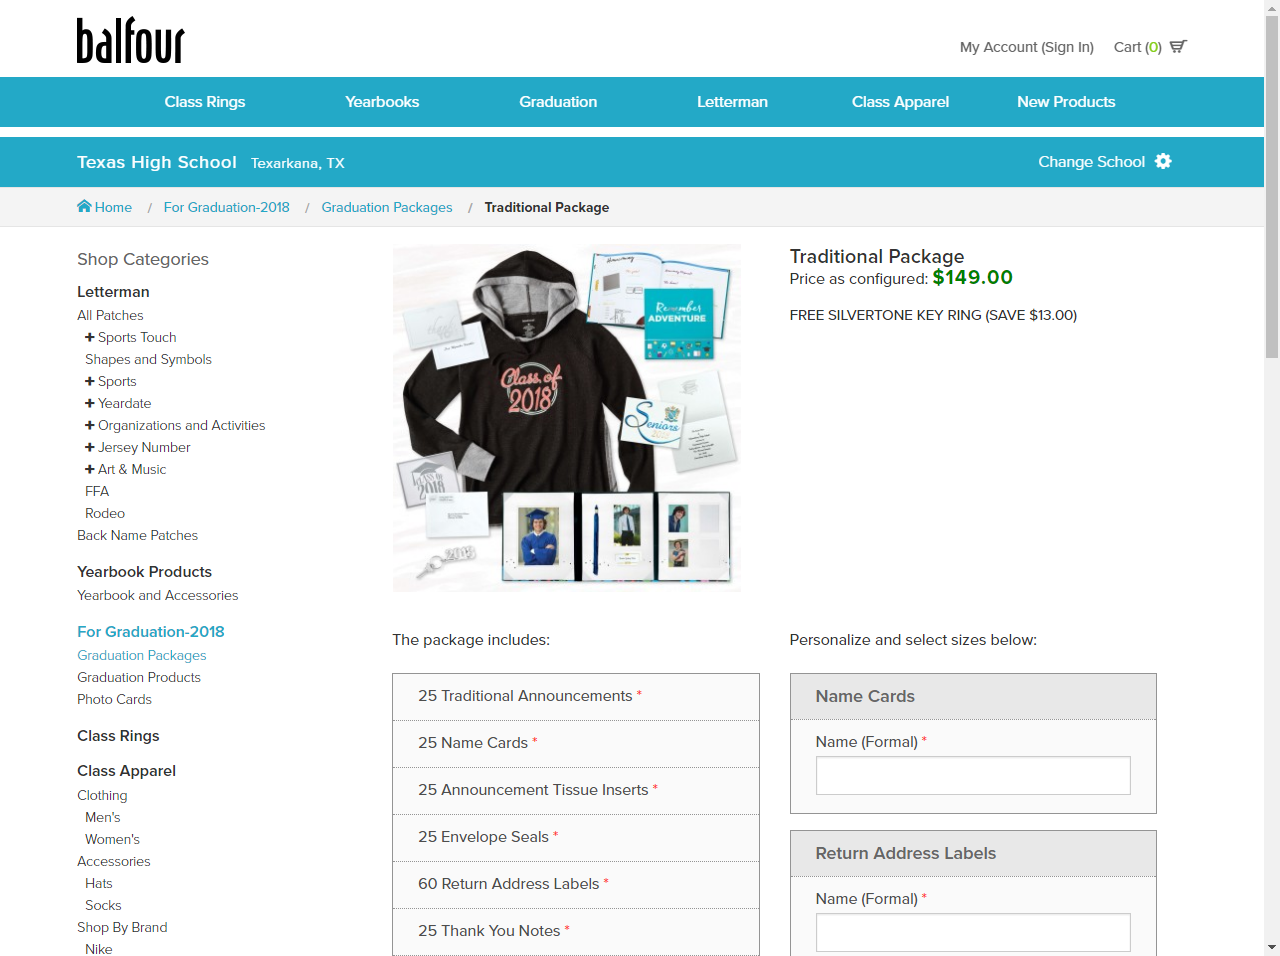 balfour
My Account (Sign In) Cart (0)
Class Rings Yearbooks Graduation Letterman Class Apparel New Products
Texas High School Texarkana, TX Change School
Home / For Graduation-2018 / Graduation Packages / Traditional Package
Shop Categories
Letterman
All Patches
Sports Touch
Shapes and Symbols
Sports
Yeardate
Organizations and Activities
Jersey Number
Art & Music
FFA
Rodeo
Back Name Patches
Yearbook Products
Yearbook and Accessories
For Graduation-2018
Graduation Packages
Graduation Products
Photo Cards
Class Rings
Class Apparel
Clothing
Men's
Women's
Accessories
Hats
Socks
Shop By Brand
Nike
Remember
ADVENTURE
Class of
2018
Seniors
CLASS OF
2018
2018
Traditional Package
Price as configured: $149.00
FREE SILVERTONE KEY RING (SAVE $13.00)
The package includes:
25 Traditional Announcements *
25 Name Cards *
25 Announcement Tissue Inserts *
25 Envelope Seals *
60 Return Address Labels *
25 Thank You Notes *
Personalize and select sizes below:
Name Cards
Name (Formal) *
Return Address Labels
Name (Formal) *